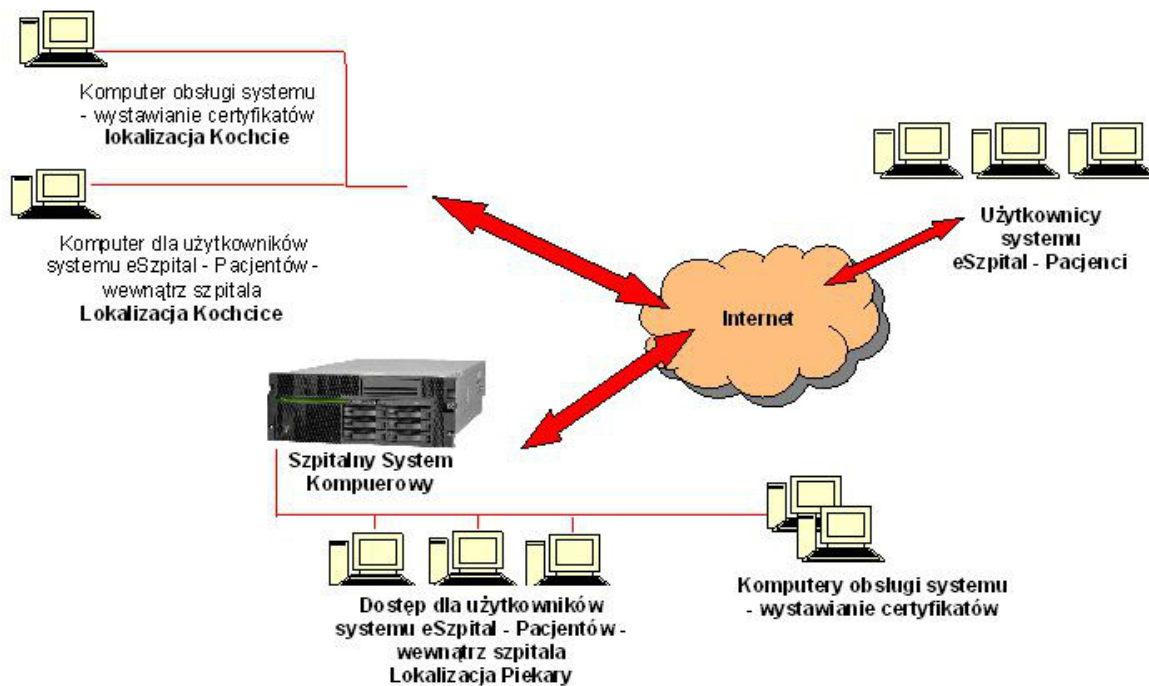 Komputer obsługi systemu
- wystawianie certyfikatów
lokalizacja Kochcie
Komputer dla użytkowników
systemu eSzpital - Pacjentów -
wewnątrz szpitala
Lokalizacja Kochcice
Użytkownicy
systemu
eSzpital - Pacjenci
Internet
Szpitalny System
Kompuerowy
Komputery obsługi systemu
- wystawianie certyfikatów
Dostęp dla użytkowników
systemu eSzpital - Pacjentów -
wewnątrz szpitala
Lokalizacja Piekary